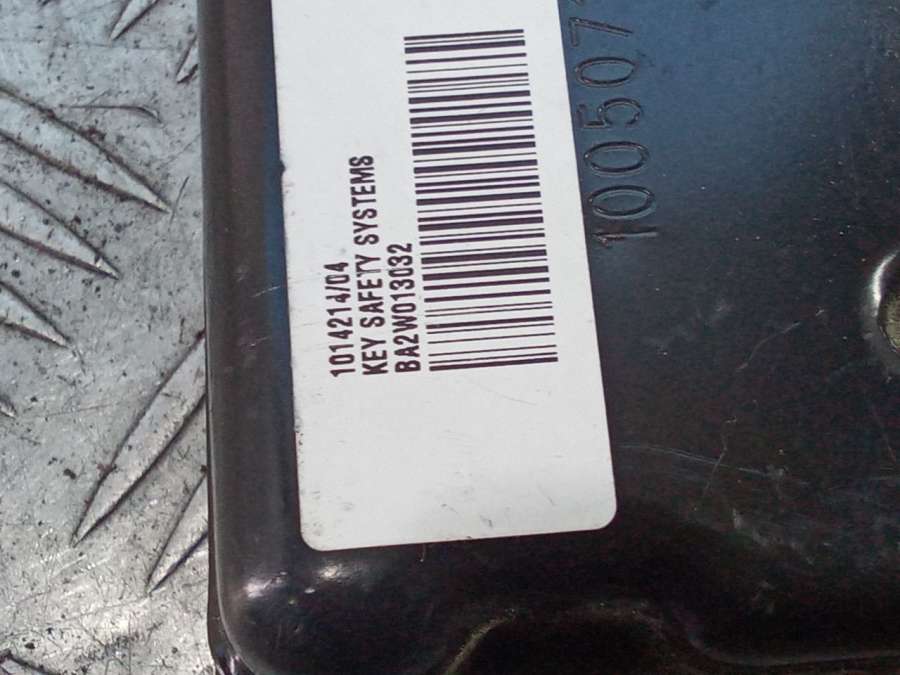 1014214/04
KEY SAFETY SYSTEMS
BA2W013032
100507